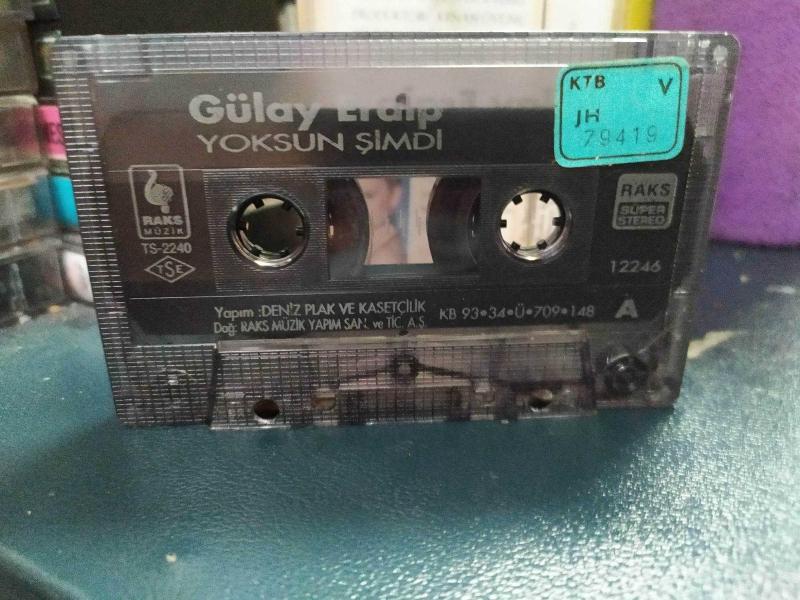 Gülay Eralp
YOKSUN ŞİMDİ
KTB V
JH
79419
RAKS
MÜZİK
TS-2240
TSE
RAKS
SUPER
STEREO
12246
Yapım :DENİZ PLAK VE KASETÇİLİK
Dağ: RAKS MÜZİK YAPIM SAN. ve TİC. A.Ş.
KB 93•34•Ü•709•148
A